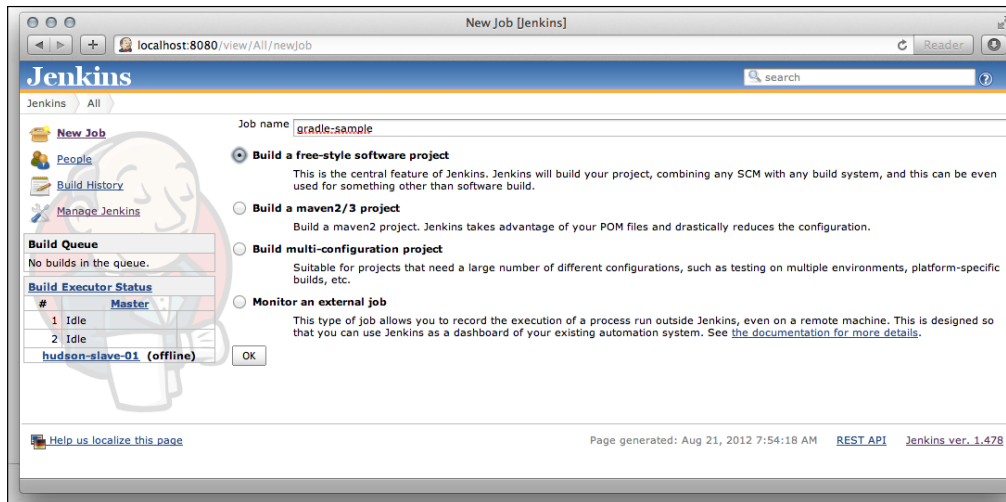 New Job [Jenkins]
localhost:8080/view/All/newJob
Reader
Jenkins
search
Jenkins All
Job name gradle-sample
New Job
People
Build History
Manage Jenkins
Build Queue
No builds in the queue.
Build Executor Status
# Master
1 Idle
2 Idle
hudson-slave-01 (offline)
Build a free-style software project
This is the central feature of Jenkins. Jenkins will build your project, combining any SCM with any build system, and this can be even
used for something other than software build.
Build a maven2/3 project
Build a maven2 project. Jenkins takes advantage of your POM files and drastically reduces the configuration.
Build multi-configuration project
Suitable for projects that need a large number of different configurations, such as testing on multiple environments, platform-specific
builds, etc.
Monitor an external job
This type of job allows you to record the execution of a process run outside Jenkins, even on a remote machine. This is designed so
that you can use Jenkins as a dashboard of your existing automation system. See the documentation for more details.
OK
Help us localize this page
Page generated: Aug 21, 2012 7:54:18 AM REST API Jenkins ver. 1.478